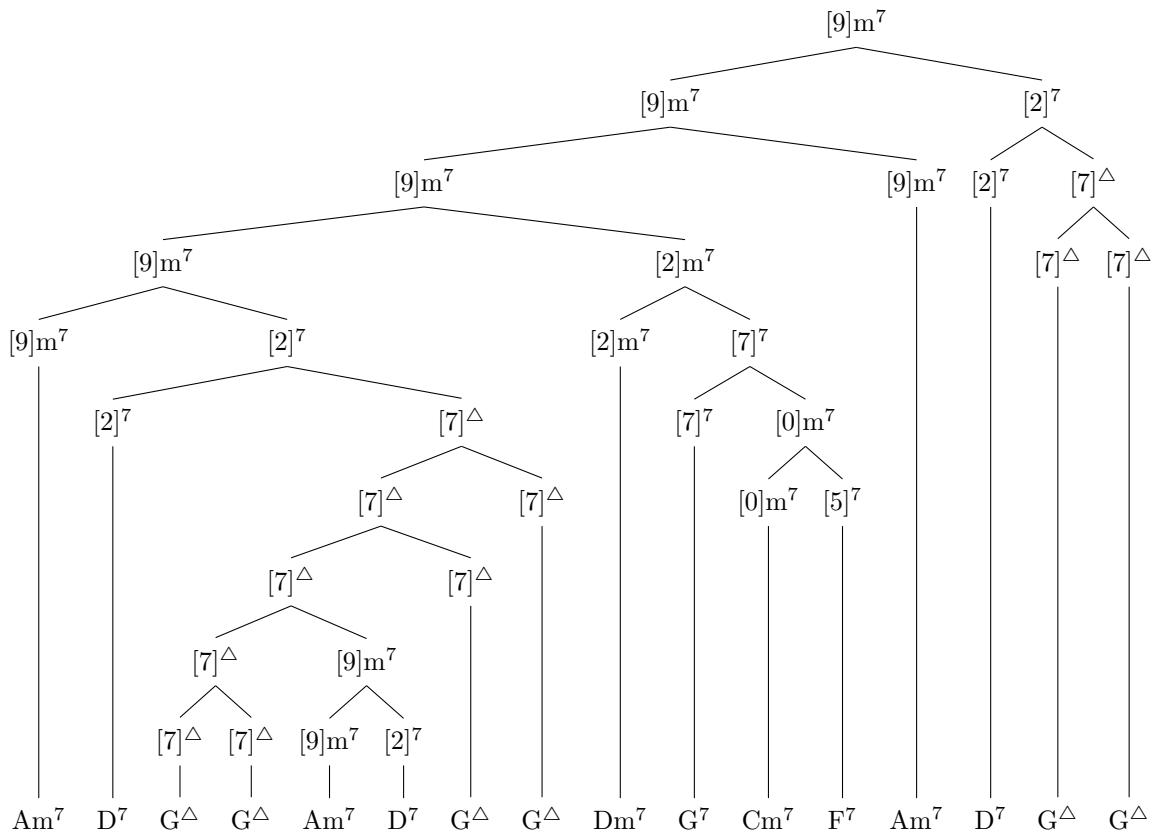 [9]m⁷
[9]m⁷ [2]⁷
[9]m⁷ [9]m⁷ [2]⁷ [7]△
[9]m⁷ [2]m⁷ [7]△ [7]△
[9]m⁷ [2]⁷ [2]m⁷ [7]⁷
[2]⁷ [7]△ [7]⁷ [0]m⁷
[7]△ [7]△ [0]m⁷ [5]⁷
[7]△ [7]△
[7]△ [9]m⁷
[7]△ [7]△ [9]m⁷ [2]⁷
Am⁷ D⁷ G△ G△ Am⁷ D⁷ G△ G△ Dm⁷ G⁷ Cm⁷ F⁷ Am⁷ D⁷ G△ G△